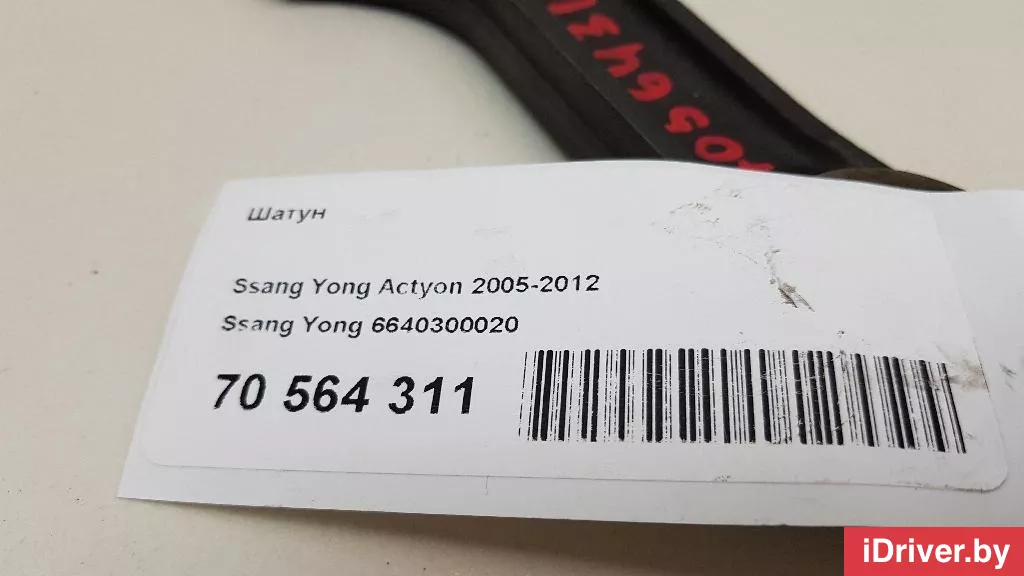 Шатун
Ssang Yong Actyon 2005-2012
Ssang Yong 6640300020
70 564 311
iDriver.by